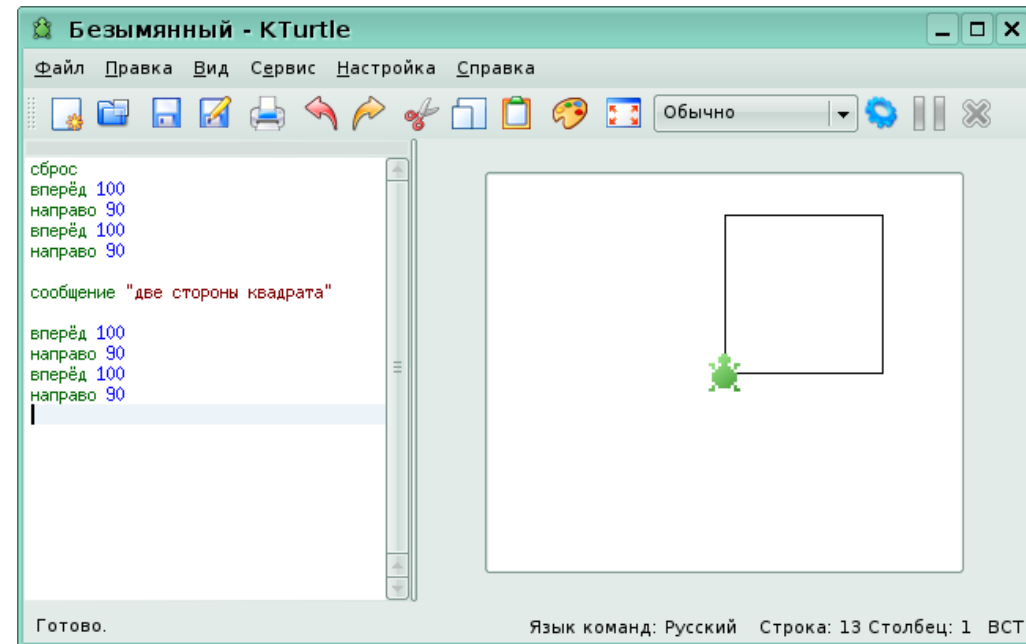 Безымянный - KTurtle
Файл Правка Вид Сервис Настройка Справка
Обычно
сброс
вперёд 100
направо 90
вперёд 100
направо 90
сообщение "две стороны квадрата"
вперёд 100
направо 90
вперёд 100
направо 90
Готово.
Язык команд: Русский Строка: 13 Столбец: 1 ВСТ